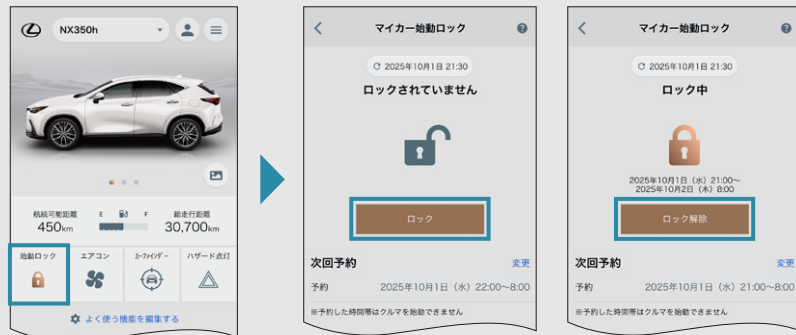 NX350h
航続可能距離
450km
E F
総走行距離
30,700km
始動ロック
エアコン
カーファインダー
ハザード点灯
よく使う機能を編集する
マイカー始動ロック
?
2025年10月1日 21:30
ロックされていません
ロック
次回予約
変更
予約
2025年10月1日（水）22:00〜8:00
※予約した時間帯はクルマを始動できません
マイカー始動ロック
?
2025年10月1日 21:30
ロック中
2025年10月1日（水）21:00〜
2025年10月2日（木）8:00
ロック解除
次回予約
変更
予約
2025年10月1日（水）21:00〜8:00
※予約した時間帯はクルマを始動できません